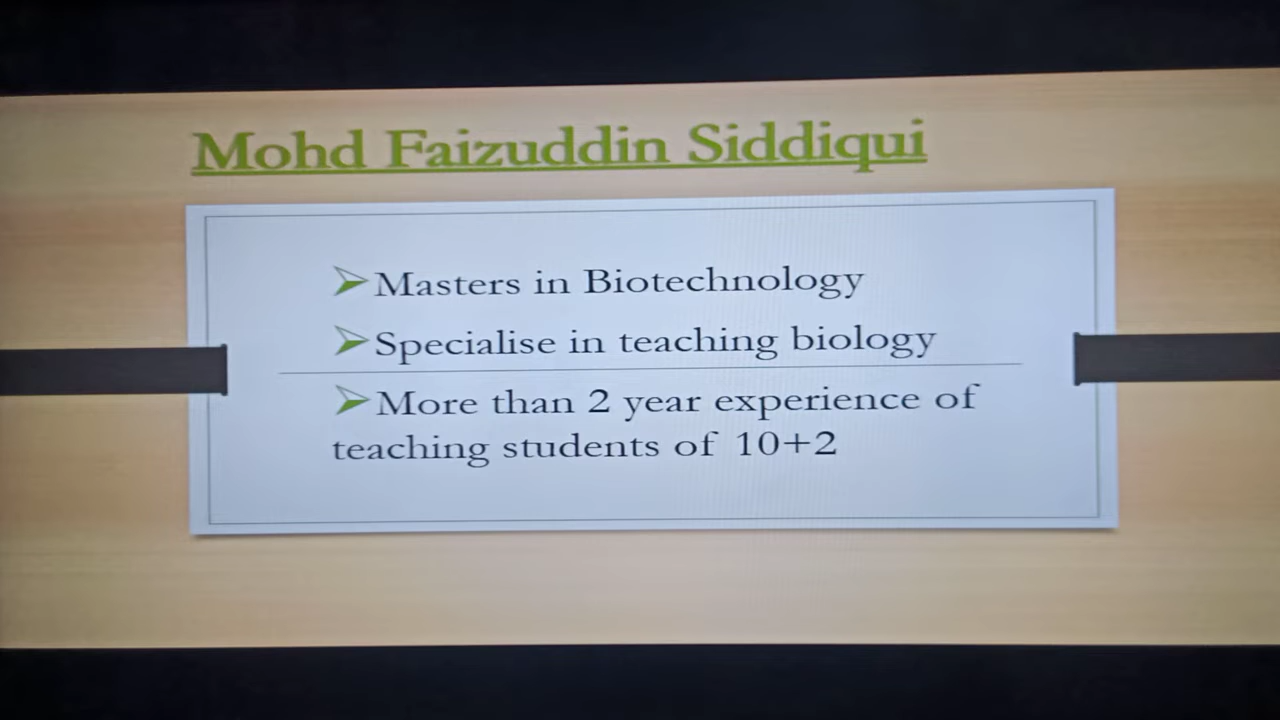 Mohd Faizuddin Siddiqui
➤Masters in Biotechnology
➤Specialise in teaching biology
➤More than 2 year experience of
teaching students of 10+2